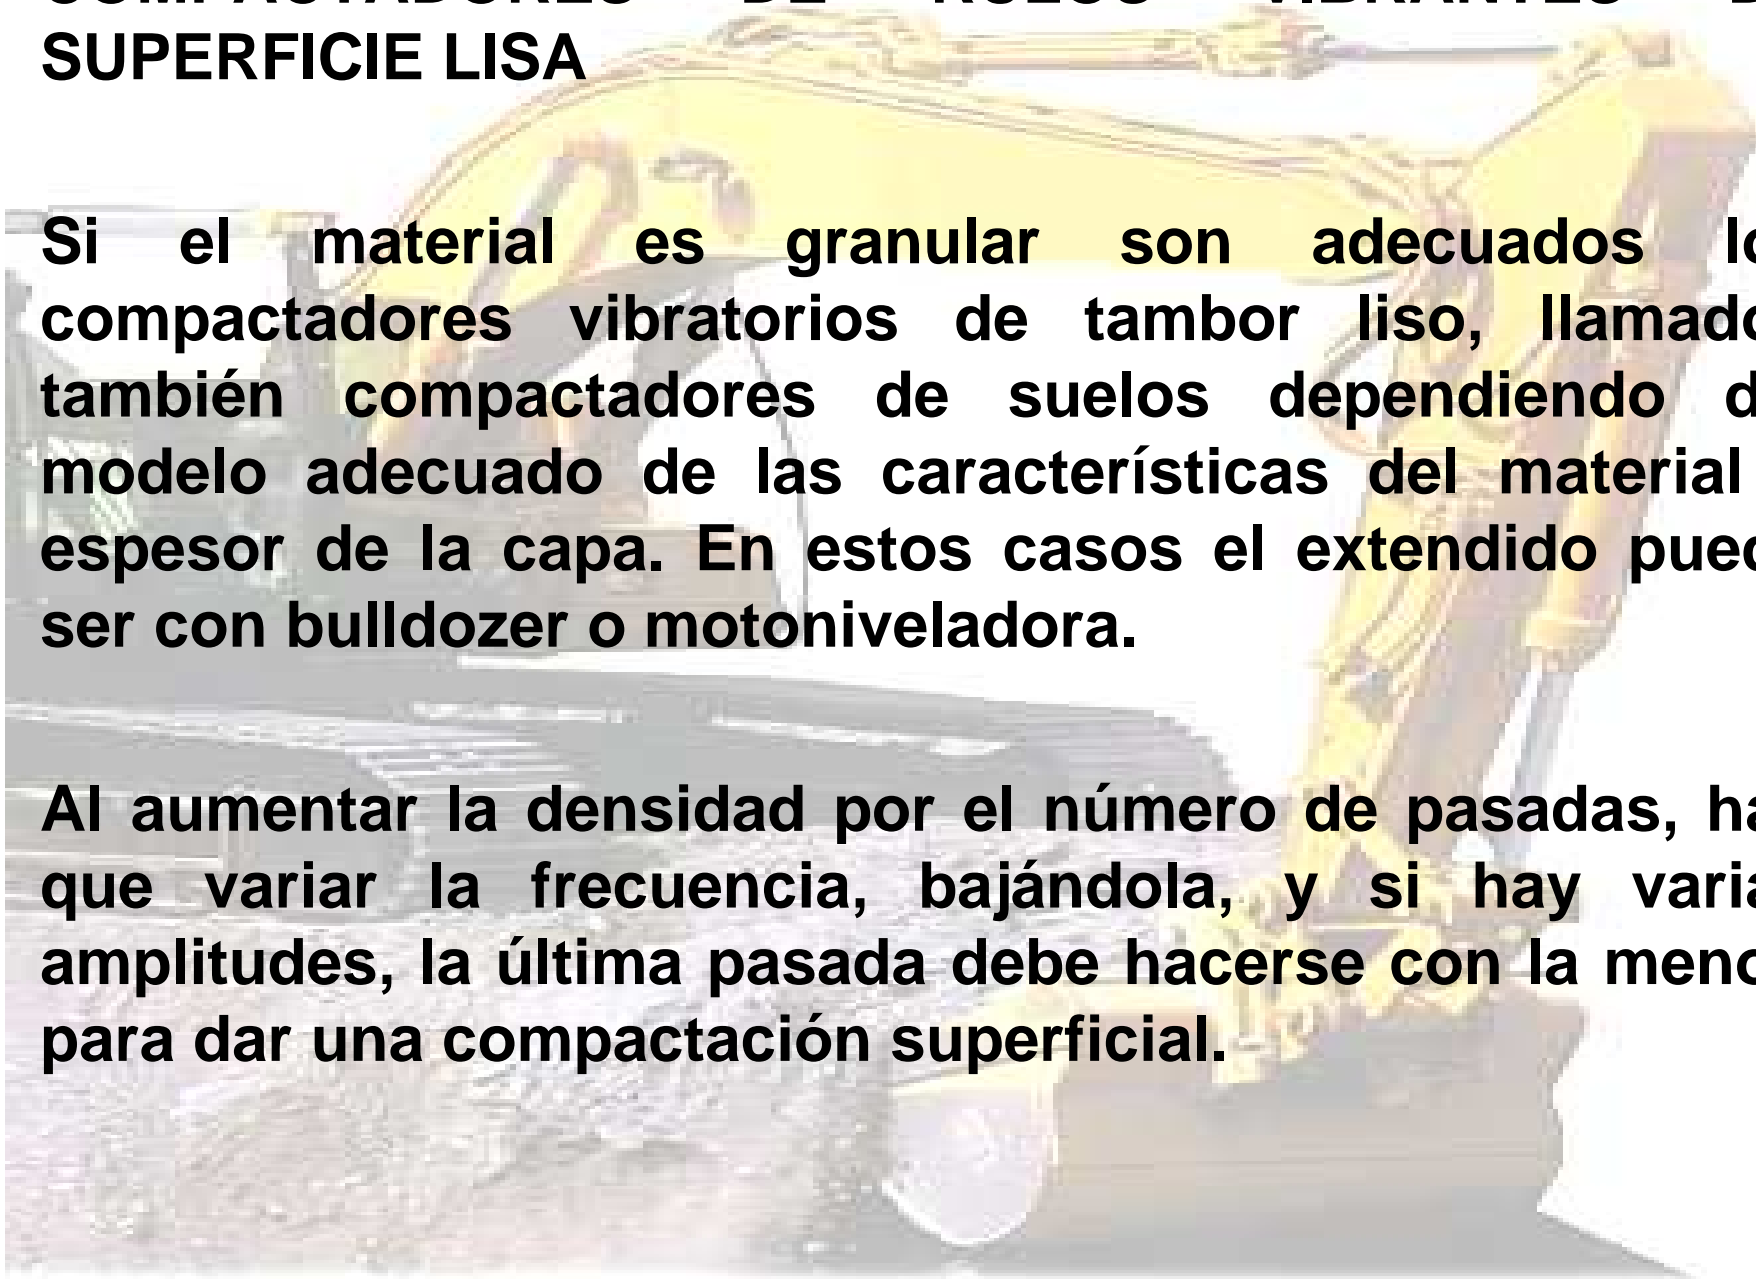 SUPERFICIE LISA
Si el material es granular son adecuados
compactadores vibratorios de tambor liso,
también compactadores de suelos dependiendo
modelo adecuado de las características del material
espesor de la capa. En estos casos el extendido
ser con bulldozer o motoniveladora.
Al aumentar la densidad por el número de pasadas,
que variar la frecuencia, bajándola, y si hay
amplitudes, la última pasada debe hacerse con la
para dar una compactación superficial.